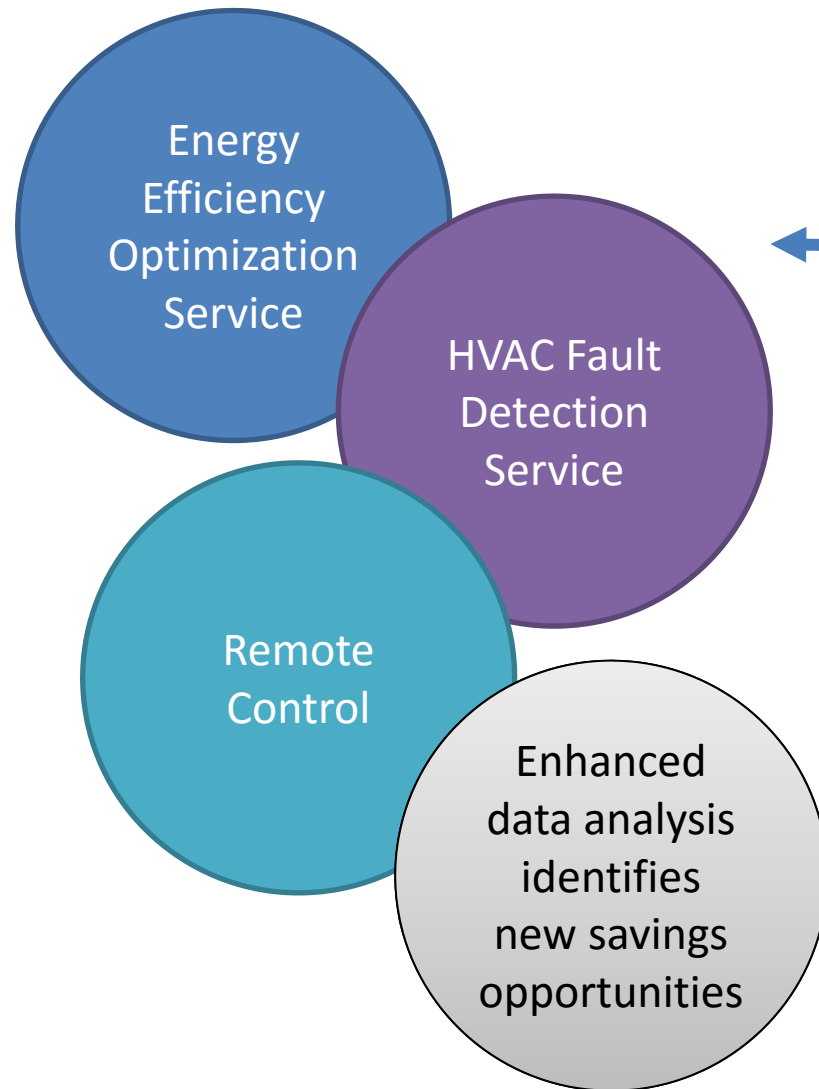 Energy
Efficiency
Optimization
Service
HVAC Fault
Detection
Service
Remote
Control
Enhanced
data analysis
identifies
new savings
opportunities